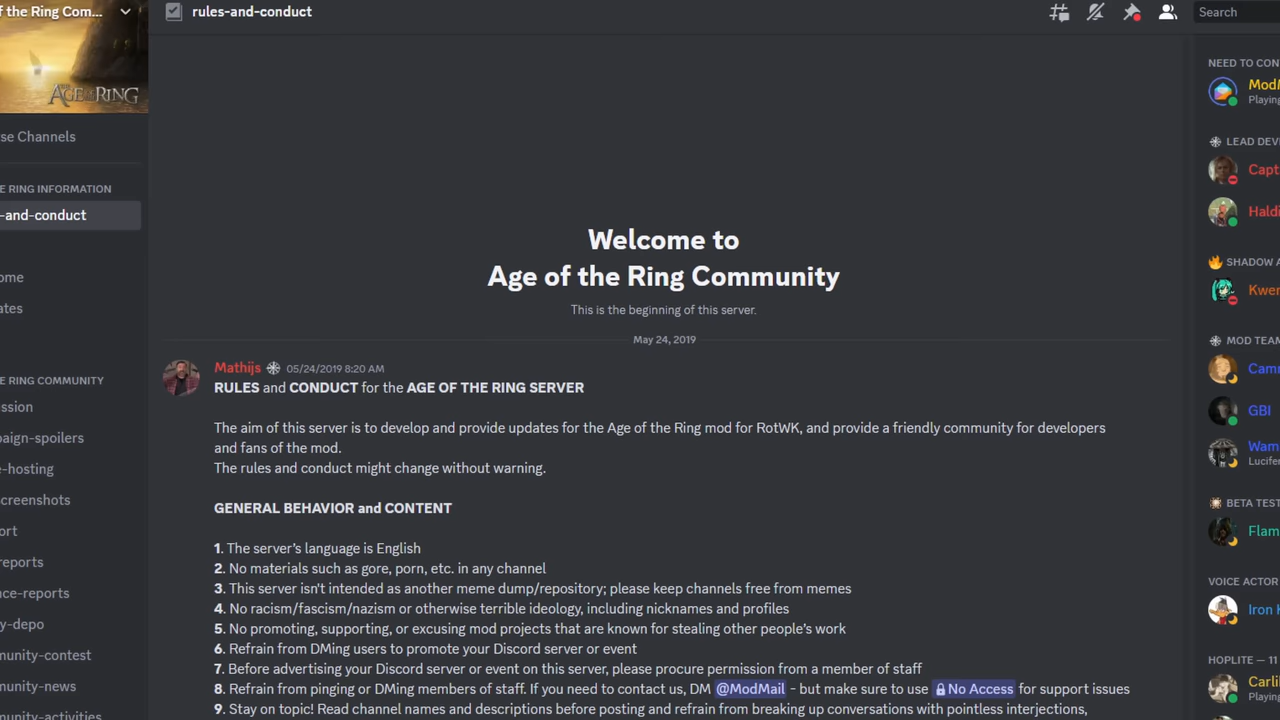 of the Ring Com...
rules-and-conduct
Search
AGE OF THE RING
se Channels
E RING INFORMATION
-and-conduct
ome
ates
E RING COMMUNITY
ssion
aign-spoilers
e-hosting
creenshots
ort
reports
nce-reports
y-depo
munity-contest
munity-news
munity-activities
Welcome to
Age of the Ring Community
This is the beginning of this server.
May 24, 2019
Mathijs 05/24/2019 8:20 AM
RULES and CONDUCT for the AGE OF THE RING SERVER
The aim of this server is to develop and provide updates for the Age of the Ring mod for RotWK, and provide a friendly community for developers
and fans of the mod.
The rules and conduct might change without warning.
GENERAL BEHAVIOR and CONTENT
1. The server's language is English
2. No materials such as gore, porn, etc. in any channel
3. This server isn't intended as another meme dump/repository; please keep channels free from memes
4. No racism/fascism/nazism or otherwise terrible ideology, including nicknames and profiles
5. No promoting, supporting, or excusing mod projects that are known for stealing other people's work
6. Refrain from DMing users to promote your Discord server or event
7. Before advertising your Discord server or event on this server, please procure permission from a member of staff
8. Refrain from pinging or DMing members of staff. If you need to contact us, DM @ModMail - but make sure to use No Access for support issues
9. Stay on topic! Read channel names and descriptions before posting and refrain from breaking up conversations with pointless interjections,
NEED TO CON
ModM
Playing
LEAD DEV
Capt
Haldi
SHADOW A
Kwer
MOD TEAM
Cam
GBI
Wam
Lucifer
BETA TEST
Flam
VOICE ACTOR
Iron
HOPLITE — 11
Carli
Playing